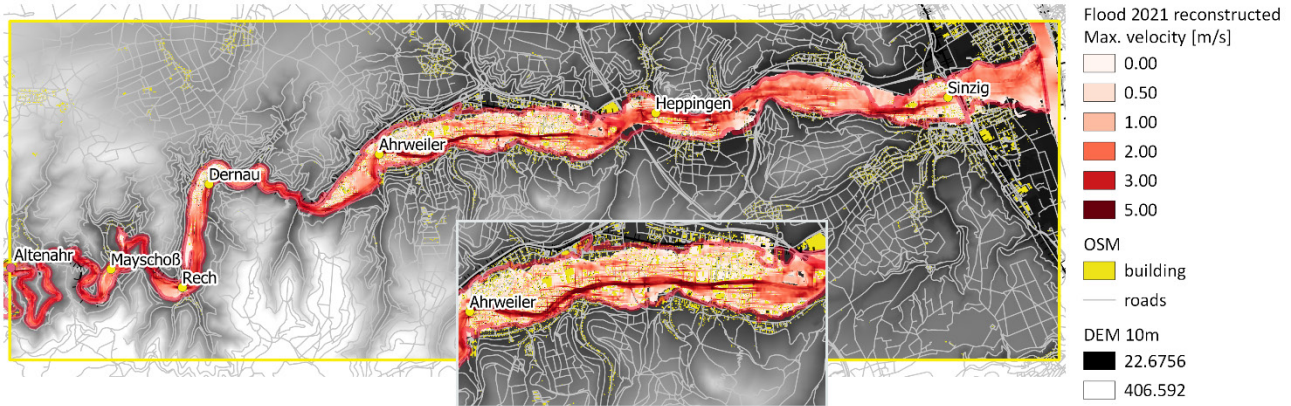 Flood 2021 reconstructed
Max. velocity [m/s]
0.00
0.50
1.00
2.00
3.00
5.00
OSM
building
roads
DEM 10m
22.6756
406.592
Sinzig
Heppingen
Ahrweiler
Dernau
Altenahr
Mayschoß
Rech
Ahrweiler